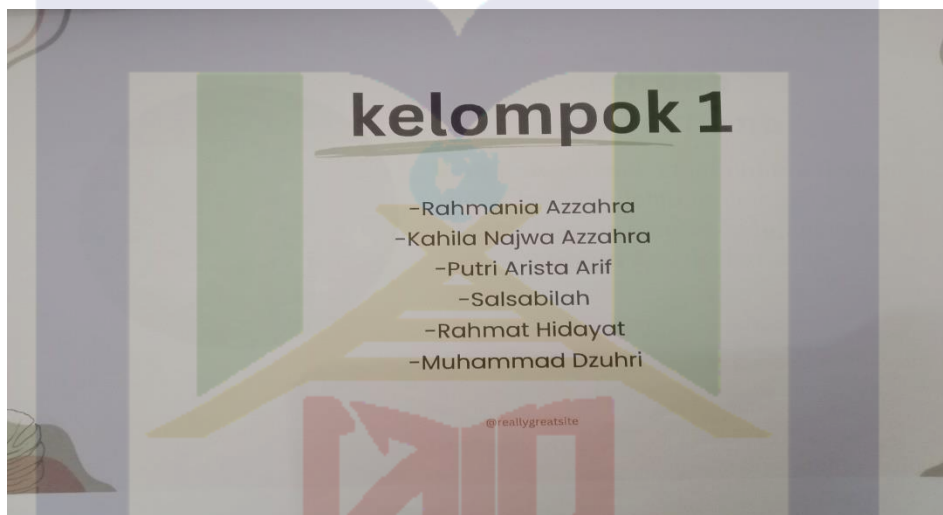 kelompok 1
-Rahmania Azzahra
-Kahila Najwa Azzahra
-Putri Arista Arif
-Salsabilah
-Rahmat Hidayat
-Muhammad Dzuhri
@reallygreatsite